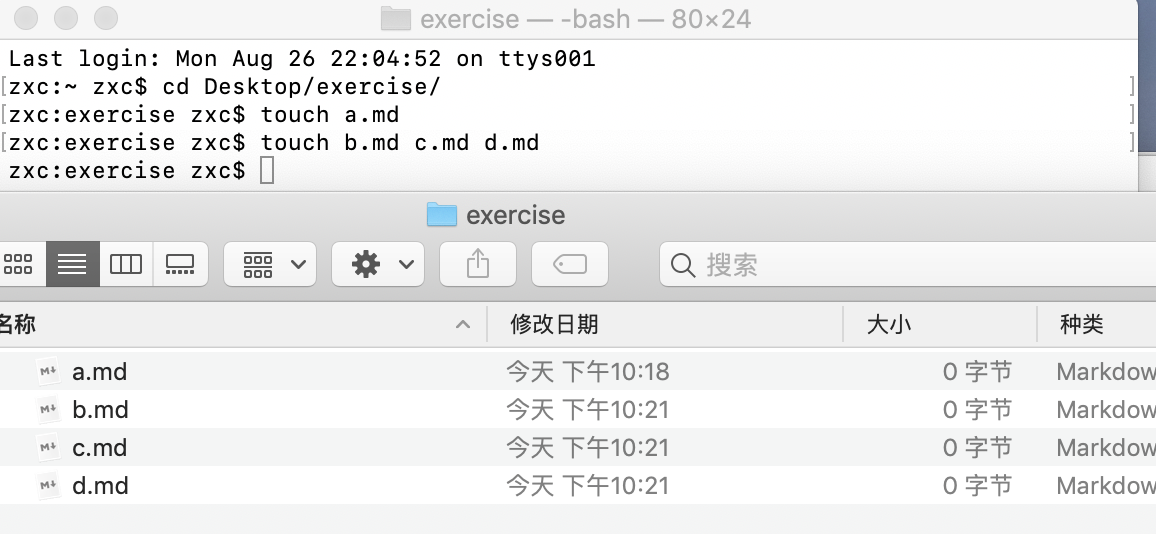 exercise — -bash — 80×24
Last login: Mon Aug 26 22:04:52 on ttys001
[zxc:~ zxc$ cd Desktop/exercise/ ]
[zxc:exercise zxc$ touch a.md ]
[zxc:exercise zxc$ touch b.md c.md d.md ]
zxc:exercise zxc$
exercise
搜索
名称 修改日期 大小 种类
a.md 今天 下午10:18 0 字节 Markdow
b.md 今天 下午10:21 0 字节 Markdow
c.md 今天 下午10:21 0 字节 Markdow
d.md 今天 下午10:21 0 字节 Markdow